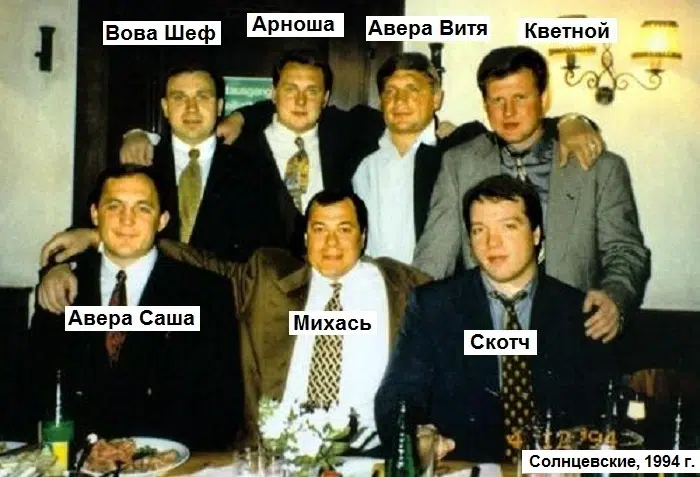 Вова Шеф
Арноша
Авера Витя
Кветной
Авера Саша
Михась
Скотч
Солнцевские, 1994 г.